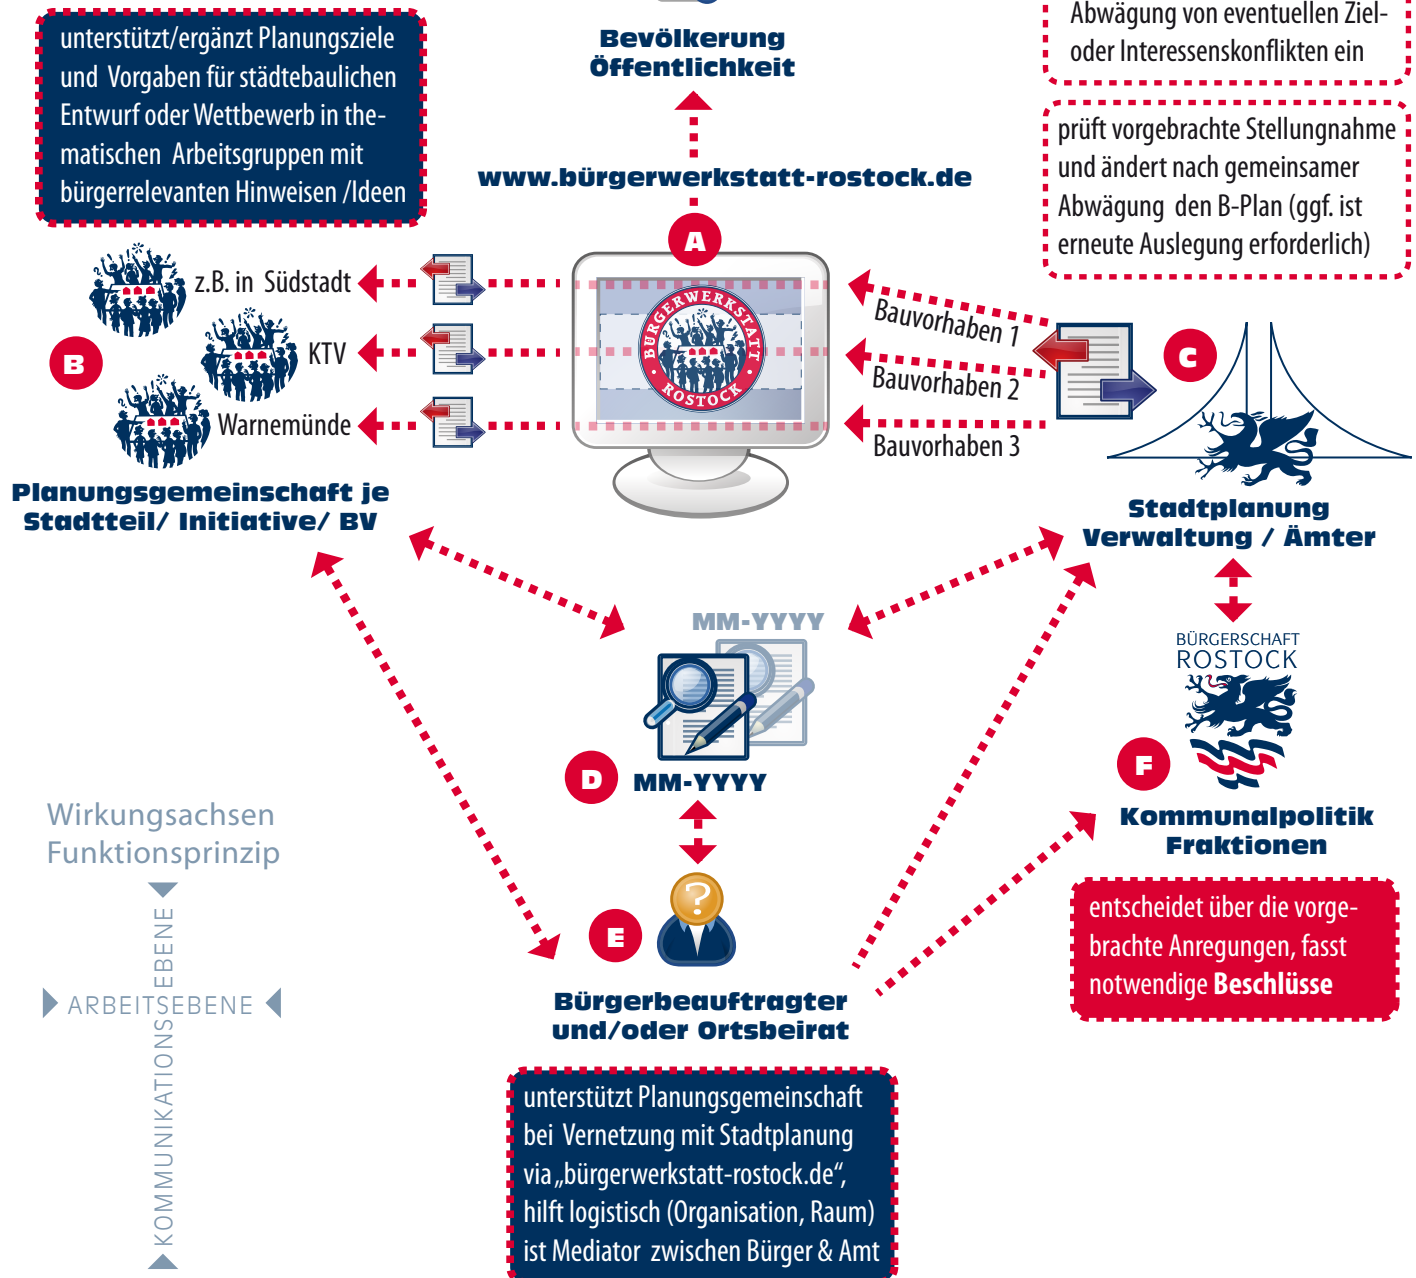 unterstützt/ergänzt Planungsziele
und Vorgaben für städtebaulichen
Entwurf oder Wettbewerb in the-
matischen Arbeitsgruppen mit
bürgerrelevanten Hinweisen /Ideen
Bevölkerung
Öffentlichkeit
Abwägung von eventuellen Ziel-
oder Interessenskonflikten ein
prüft vorgebrachte Stellungnahme
und ändert nach gemeinsamer
Abwägung den B-Plan (ggf. ist
erneute Auslegung erforderlich)
www.bürgerwerkstatt-rostock.de
A
z.B. in Südstadt
KTV
Warnemünde
B
BÜRGERWERKSTATT
ROSTOCK
Bauvorhaben 1
Bauvorhaben 2
Bauvorhaben 3
C
Planungsgemeinschaft je
Stadtteil/ Initiative/ BV
Stadtplanung
Verwaltung / Ämter
MM-YYYY
D
MM-YYYY
BÜRGERSCHAFT
ROSTOCK
F
Kommunalpolitik
Fraktionen
entscheidet über die vorge-
brachte Anregungen, fasst
notwendige Beschlüsse
Wirkungsachsen
Funktionsprinzip
ARBEITSEBENE
KOMMUNIKATIONSEBENE
?
E
Bürgerbeauftragter
und/oder Ortsbeirat
unterstützt Planungsgemeinschaft
bei Vernetzung mit Stadtplanung
via „bürgerwerkstatt-rostock.de“,
hilft logistisch (Organisation, Raum)
ist Mediator zwischen Bürger & Amt